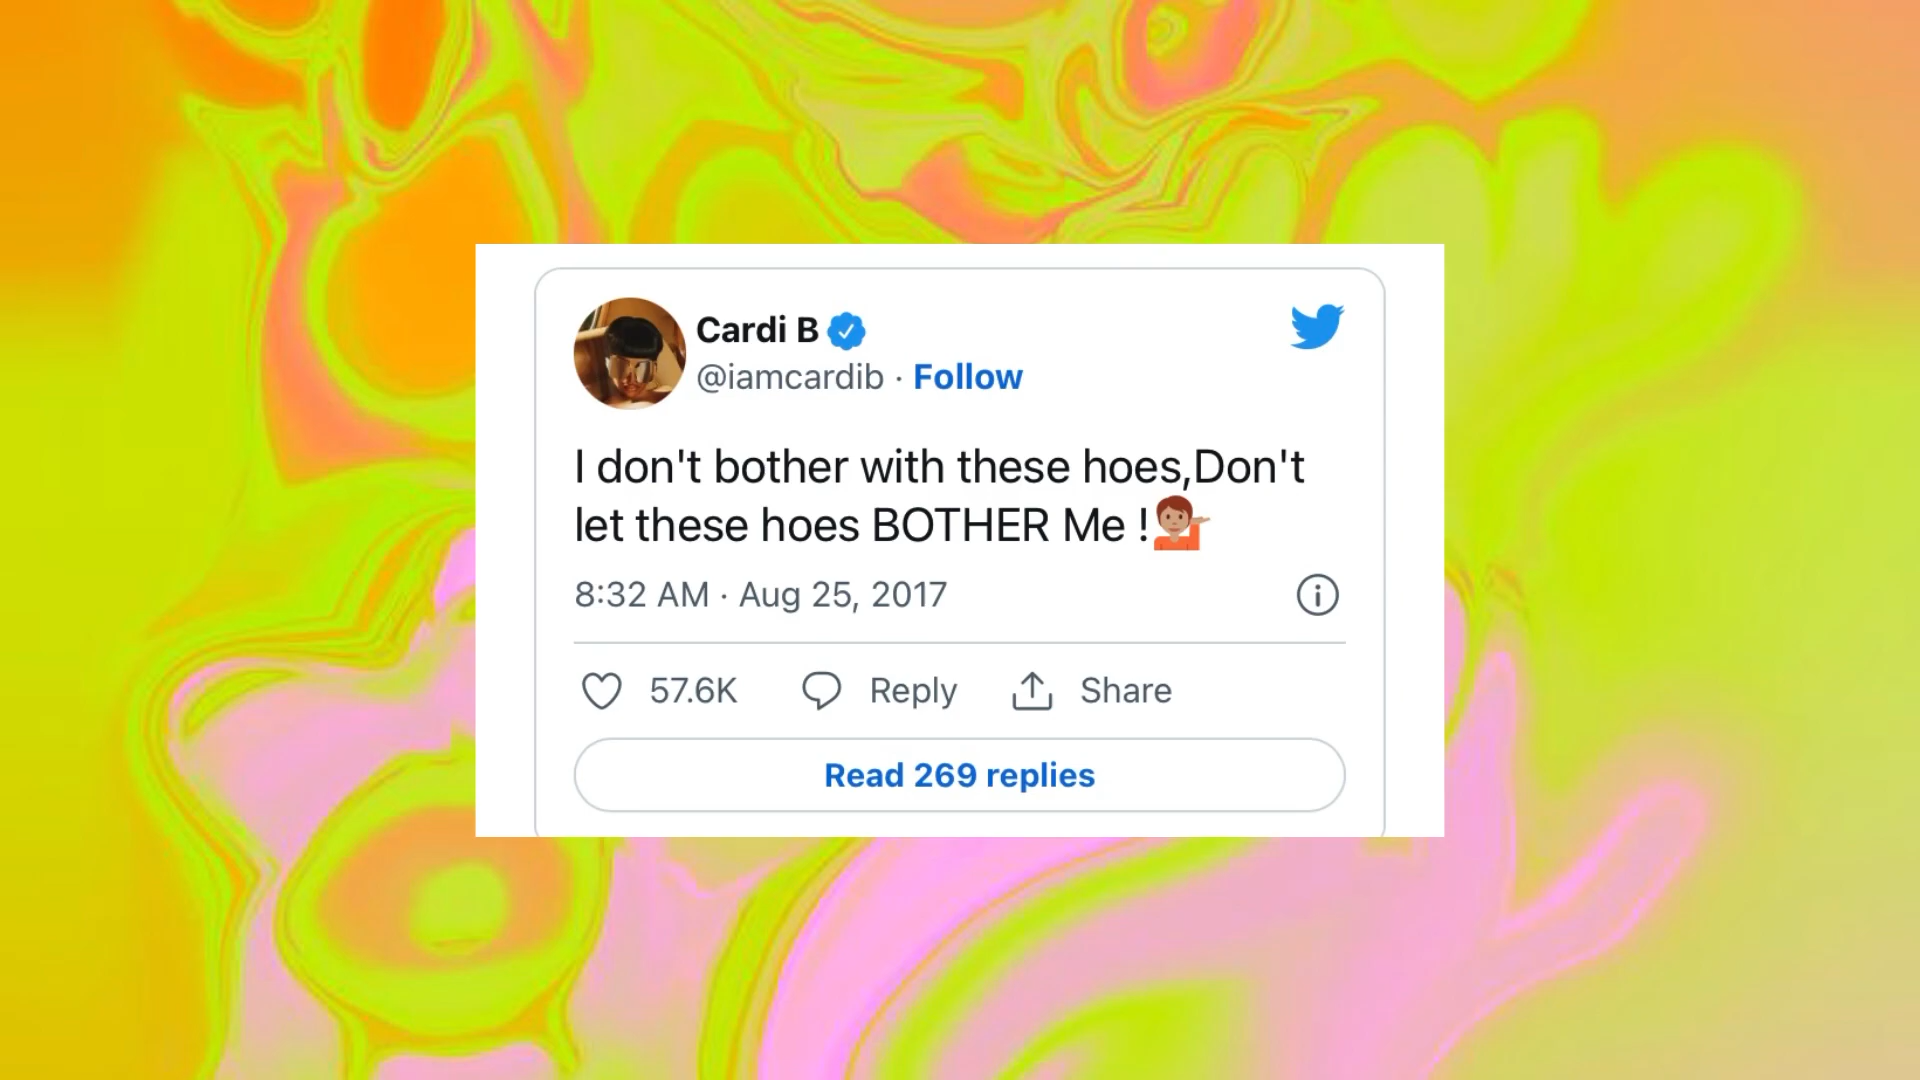 Cardi B
@iamcardib · Follow
I don't bother with these hoes,Don't
let these hoes BOTHER Me !💁🏽
8:32 AM · Aug 25, 2017
57.6K Reply Share
Read 269 replies